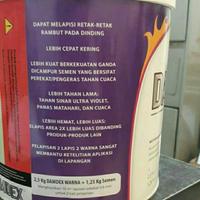 DAPAT MELAPISI RETAK-RETAK
RAMBUT PADA DINDING
LEBIH CEPAT KERING
LEBIH KUAT BERKEKUATAN GANDA
DICAMPUR SEMEN YANG BERSIFAT
PEREKAT/PENGERAS TAHAN CUACA
LEBIH TAHAN LAMA:
TAHAN SINAR ULTRA VIOLET,
PANAS MATAHARI, DAN CUACA
LEBIH HEMAT, LEBIH LUAS:
LAPIS AREA 2X LEBIH LUAS DIBANDING
PRODUK-PRODUK LAIN
PELAPISAN 2 LAPIS 2 WARNA SANGAT
MEMBANTU KETELITIAN APLIKASI
DI LAPANGAN
2,5 Kg DANDEX WARNA + 1,25 Kg Semen
D